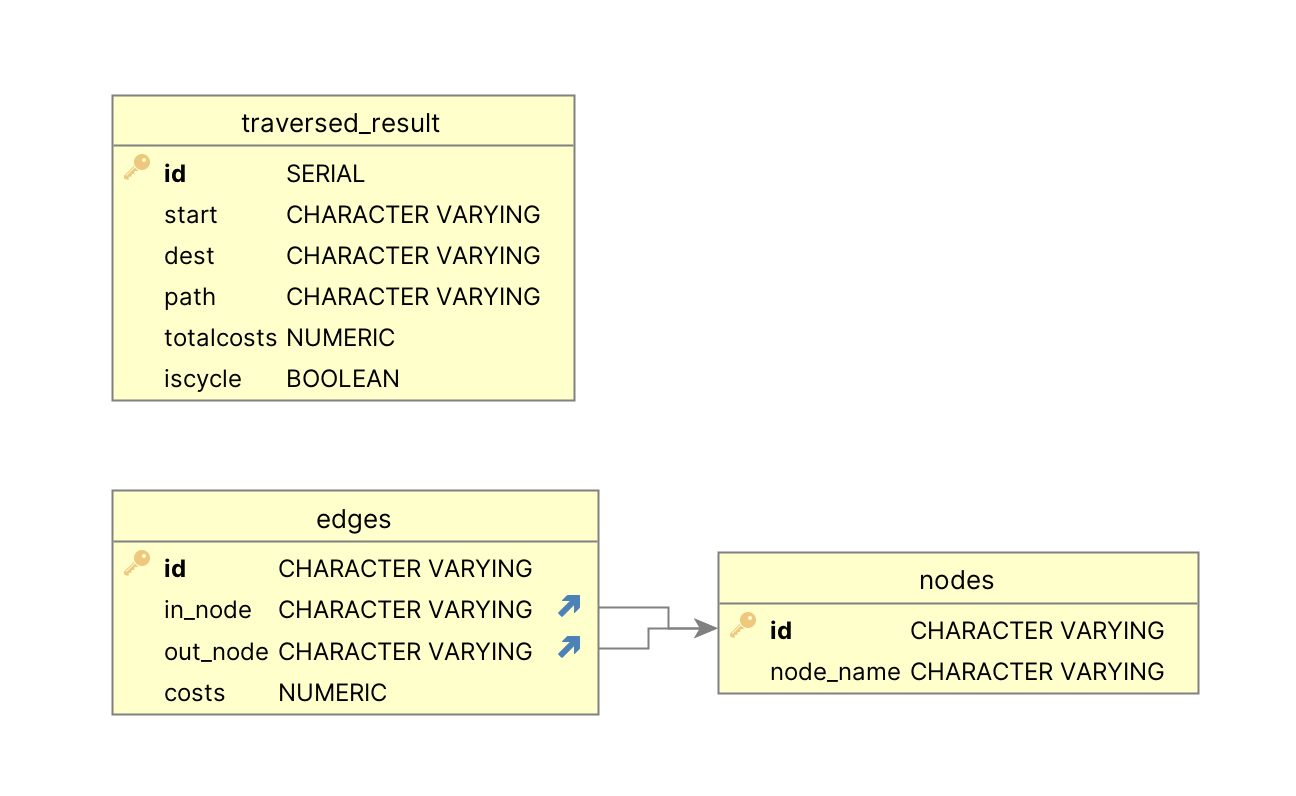 traversed_result
id SERIAL
start CHARACTER VARYING
dest CHARACTER VARYING
path CHARACTER VARYING
totalcosts NUMERIC
iscycle BOOLEAN
edges
id CHARACTER VARYING
in_node CHARACTER VARYING
out_node CHARACTER VARYING
costs NUMERIC
nodes
id CHARACTER VARYING
node_name CHARACTER VARYING